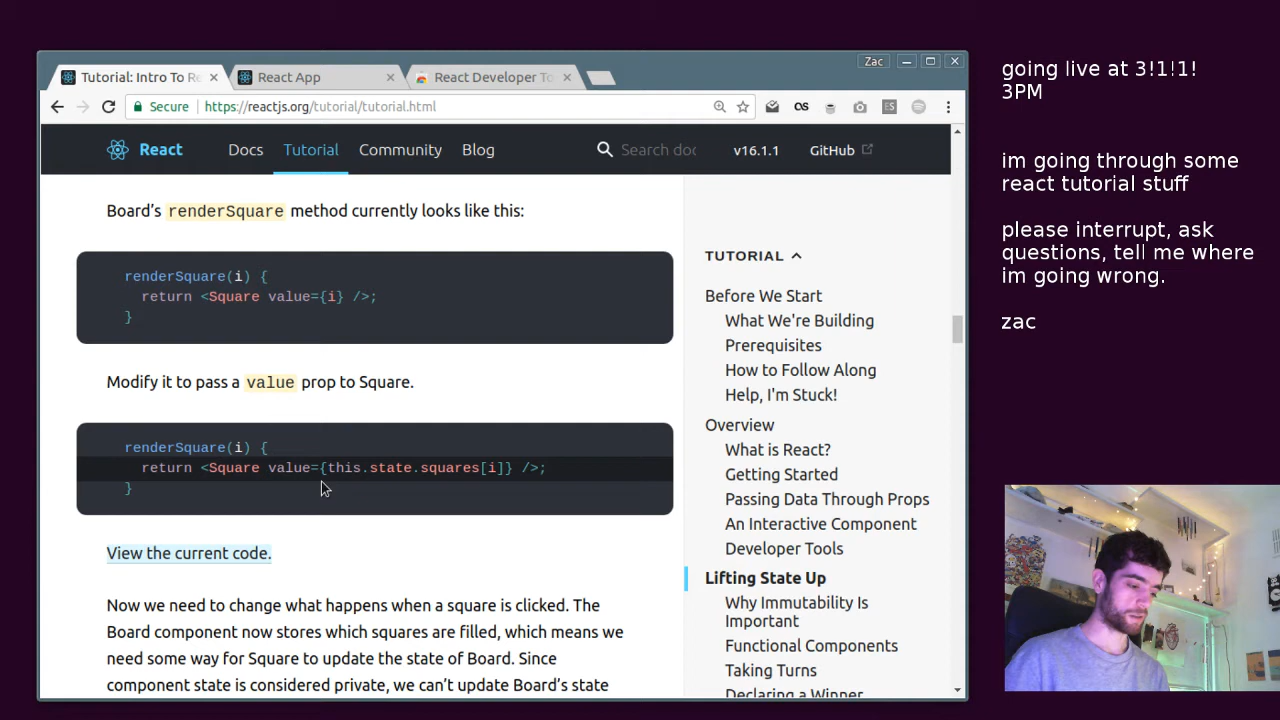 Zac
Tutorial: Intro To Re
React App
React Developer To
Secure
https://reactjs.org/tutorial/tutorial.html
React
Docs
Tutorial
Community
Blog
Search doc
v16.1.1
GitHub
Board’s renderSquare method currently looks like this:
renderSquare(i) {
return <Square value={i} />;
}
Modify it to pass a value prop to Square.
renderSquare(i) {
return <Square value={this.state.squares[i]} />;
}
View the current code.
Now we need to change what happens when a square is clicked. The
Board component now stores which squares are filled, which means we
need some way for Square to update the state of Board. Since
component state is considered private, we can’t update Board’s state
TUTORIAL
Before We Start
What We're Building
Prerequisites
How to Follow Along
Help, I'm Stuck!
Overview
What is React?
Getting Started
Passing Data Through Props
An Interactive Component
Developer Tools
Lifting State Up
Why Immutability Is
Important
Functional Components
Taking Turns
Declaring a Winner
going live at 3!1!1!
3PM
im going through some
react tutorial stuff
please interrupt, ask
questions, tell me where
im going wrong.
zac